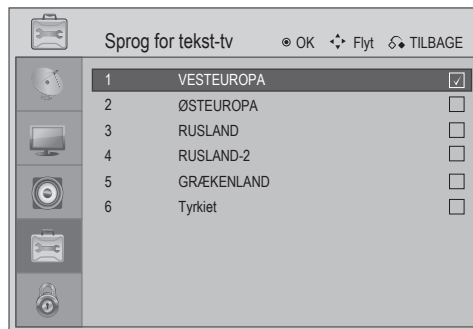 Sprog for tekst-tv OK Flyt TILBAGE
1 VESTEUROPA
2 ØSTEUROPA
3 RUSLAND
4 RUSLAND-2
5 GRÆKENLAND
6 Tyrkiet